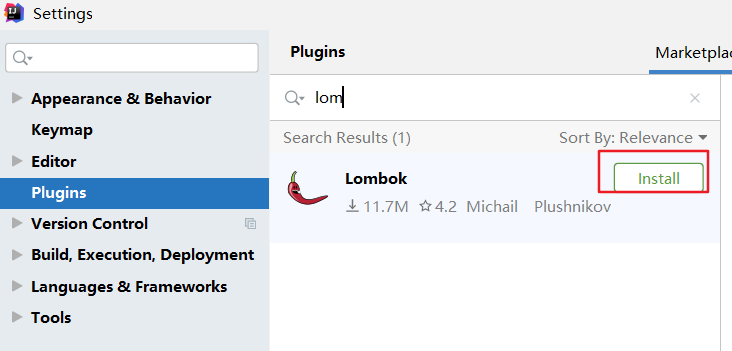 Settings
Plugins
Marketplac
Appearance & Behavior
Keymap
Editor
Plugins
Version Control
Build, Execution, Deployment
Languages & Frameworks
Tools
lom
Search Results (1)
Sort By: Relevance
Lombok
Install
11.7M 4.2 Michail Plushnikov